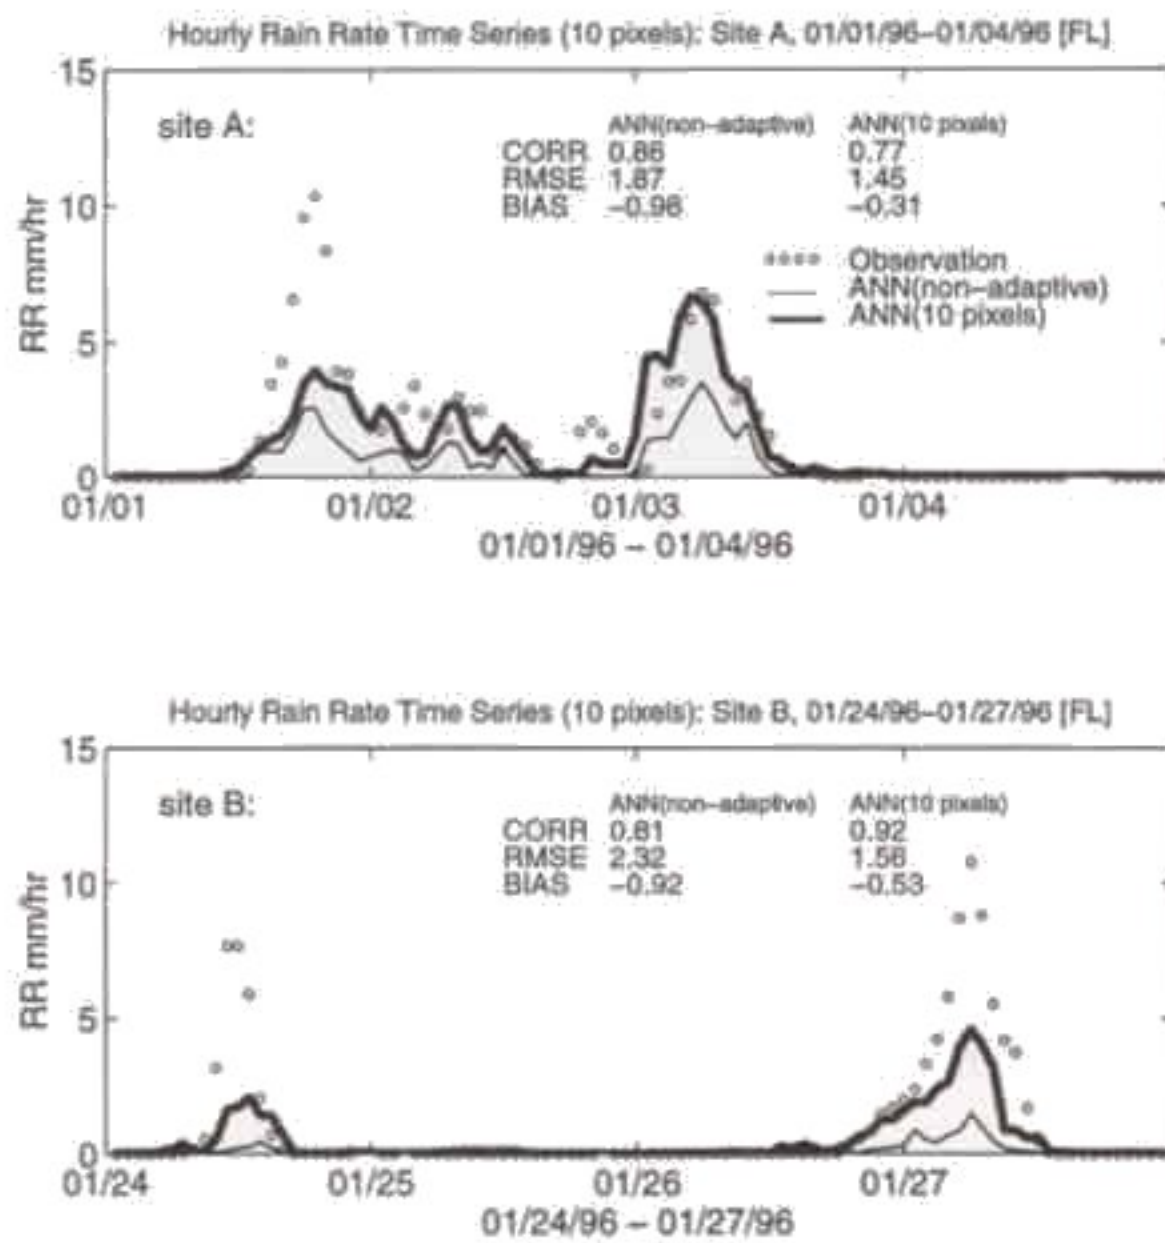 Hourly Rain Rate Time Series (10 pixels): Site A, 01/01/96–01/04/96 [FL]
15
site A:
ANN(non–adaptive) ANN(10 pixels)
CORR 0.86 0.77
RMSE 1.87 1.45
BIAS –0.96 –0.31
10
Observation
ANN(non–adaptive)
ANN(10 pixels)
RR mm/hr
5
0
01/01 01/02 01/03 01/04
01/01/96 – 01/04/96
Hourly Rain Rate Time Series (10 pixels): Site B, 01/24/96–01/27/96 [FL]
15
site B:
ANN(non–adaptive) ANN(10 pixels)
CORR 0.81 0.92
RMSE 2.32 1.56
BIAS –0.92 –0.53
10
RR mm/hr
5
0
01/24 01/25 01/26 01/27
01/24/96 – 01/27/96